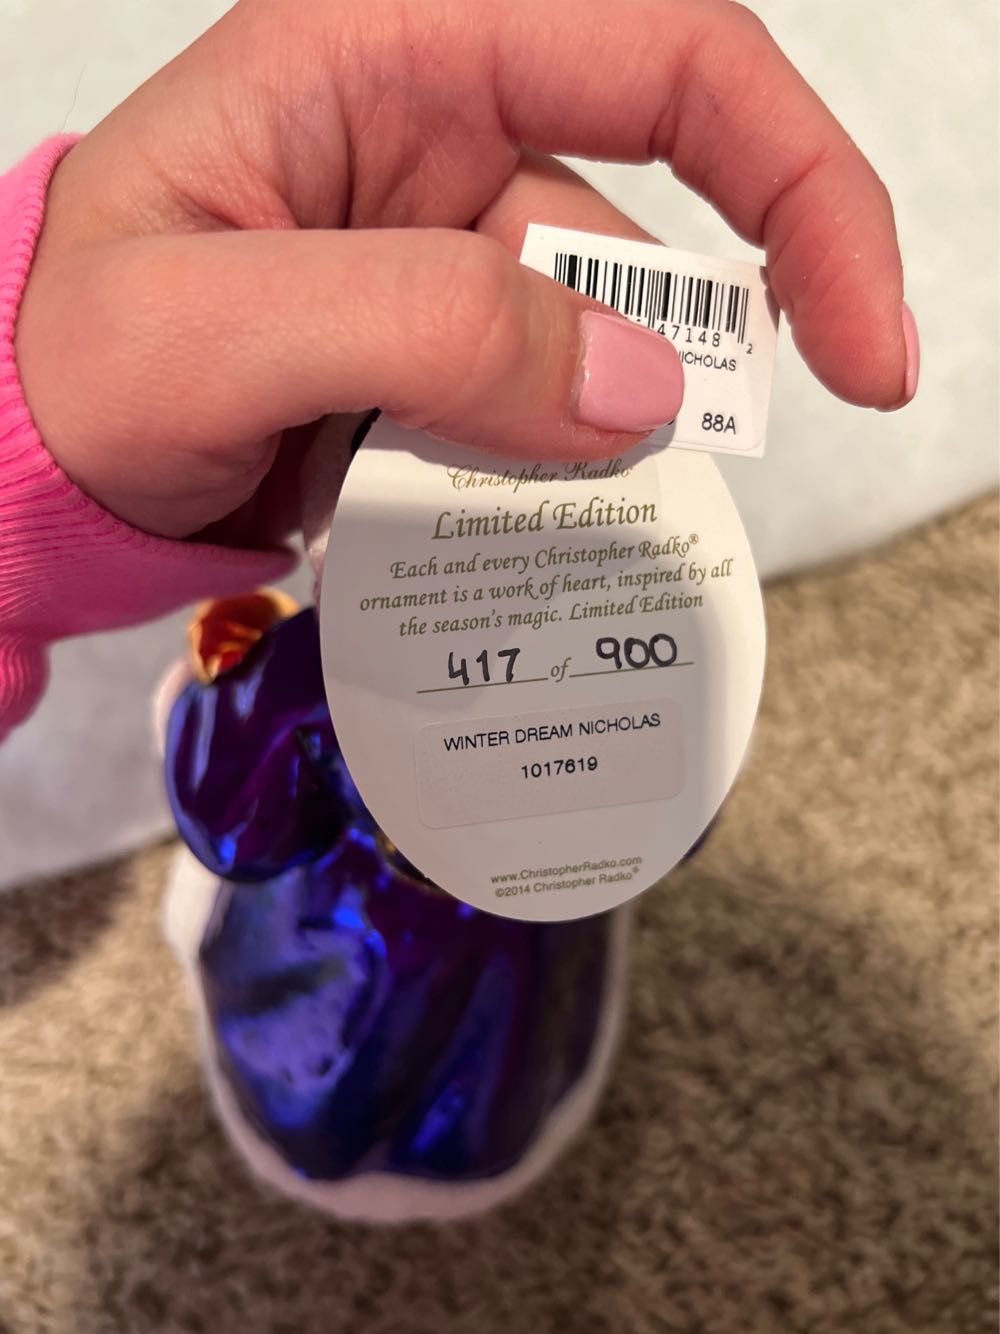 47148 2
NICHOLAS
88A
Christopher Radko
Limited Edition
Each and every Christopher Radko®
ornament is a work of heart, inspired by all
the season's magic. Limited Edition
417 of 900
WINTER DREAM NICHOLAS
1017619
www.ChristopherRadko.com
©2014 Christopher Radko®